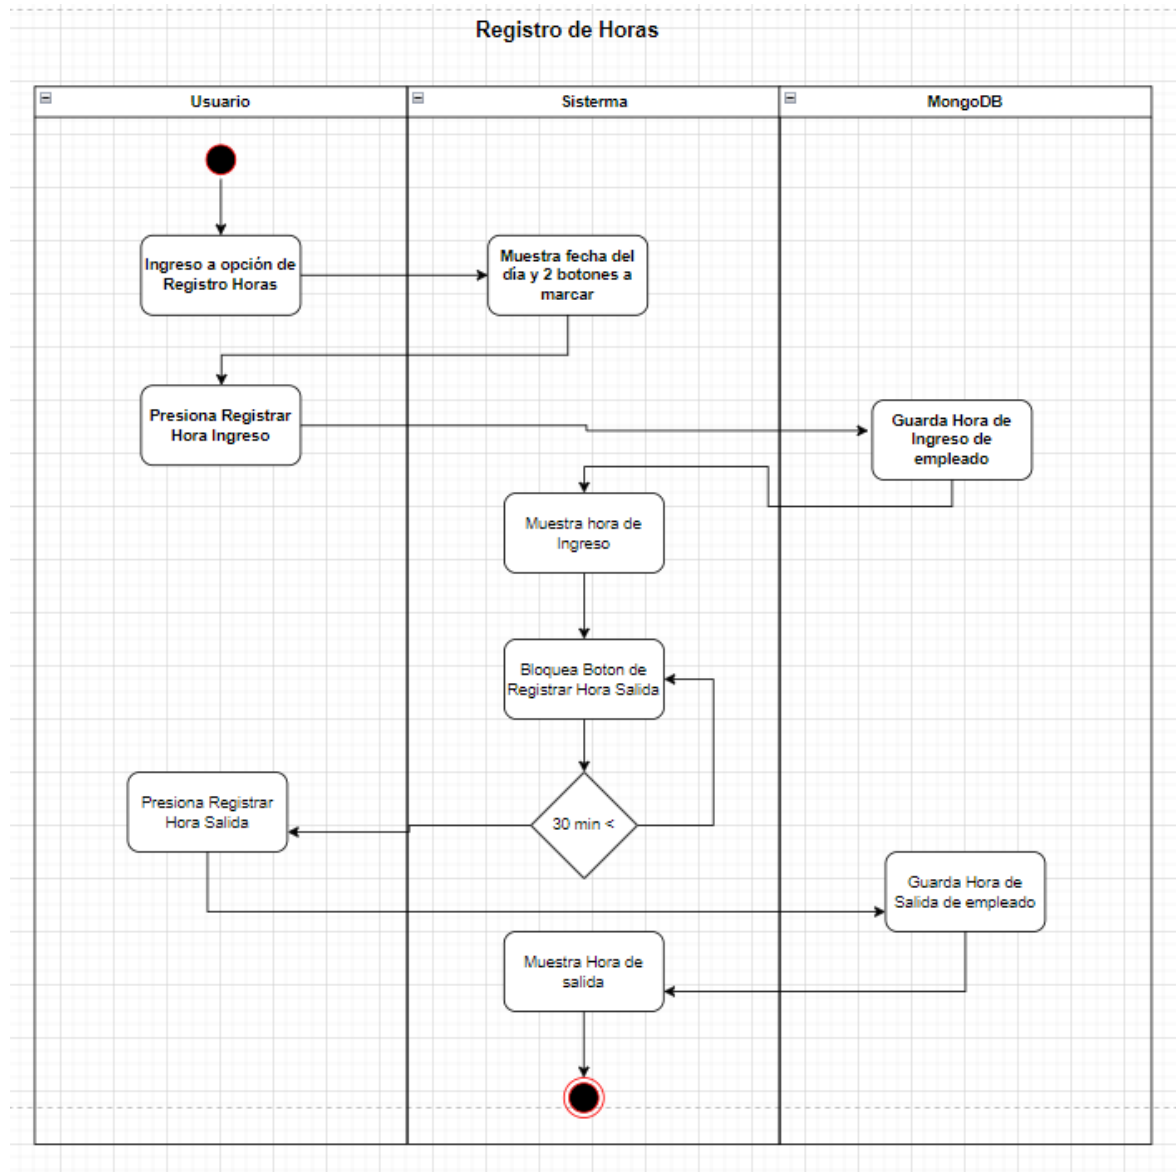 Registro de Horas
Usuario
Sisterma
MongoDB
Ingreso a opción de
Registro Horas
Muestra fecha del
día y 2 botones a
marcar
Presiona Registrar
Hora Ingreso
Guarda Hora de
Ingreso de
empleado
Muestra hora de
Ingreso
Bloquea Boton de
Registrar Hora Salida
30 min <
Presiona Registrar
Hora Salida
Guarda Hora de
Salida de empleado
Muestra Hora de
salida